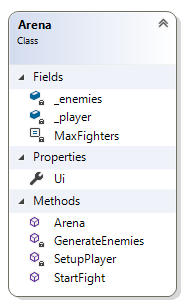 Arena
Class
Fields
_enemies
_player
MaxFighters
Properties
Ui
Methods
Arena
GenerateEnemies
SetupPlayer
StartFight